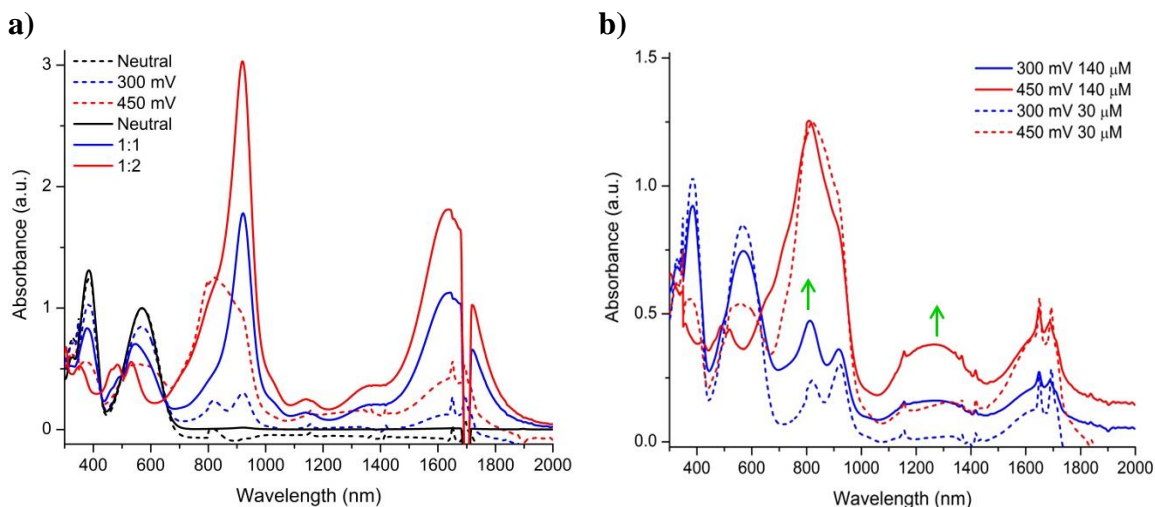 a)
Neutral
300 mV
450 mV
Neutral
1:1
1:2
Absorbance (a.u.)
3
2
1
0
400 600 800 1000 1200 1400 1600 1800 2000
Wavelength (nm)
b)
300 mV 140 μM
450 mV 140 μM
300 mV 30 μM
450 mV 30 μM
Absorbance (a.u.)
1.5
1.0
0.5
0.0
400 600 800 1000 1200 1400 1600 1800 2000
Wavelength (nm)